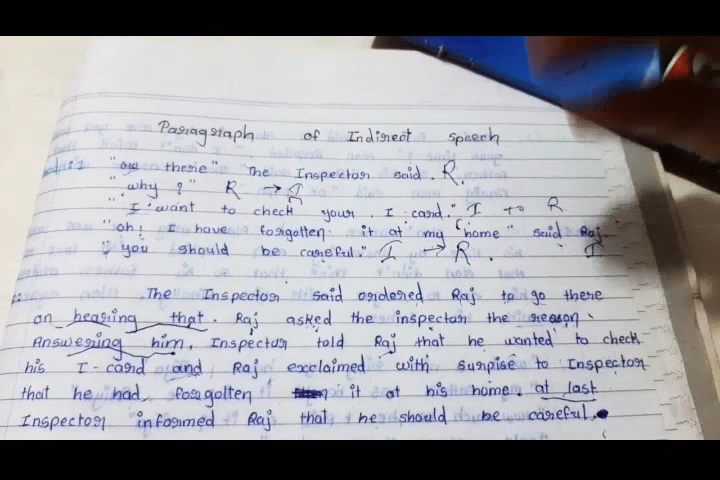 Paragraph of Indirect speech
"Go there" The Inspector said R.
"why ?" R → I
"I want to check your I card." I to R
"oh! I have forgotten it at my home" said Raj.
"you should be careful." I → R. I
The Inspector said ordered Raj to go there
on hearing that. Raj asked the inspector the reason.
Answering him, Inspector told Raj that he wanted to check
his I-card and Raj exclaimed with surpise to Inspector
that he had forgotten it at his home. at last
Inspector informed Raj that he should be careful.